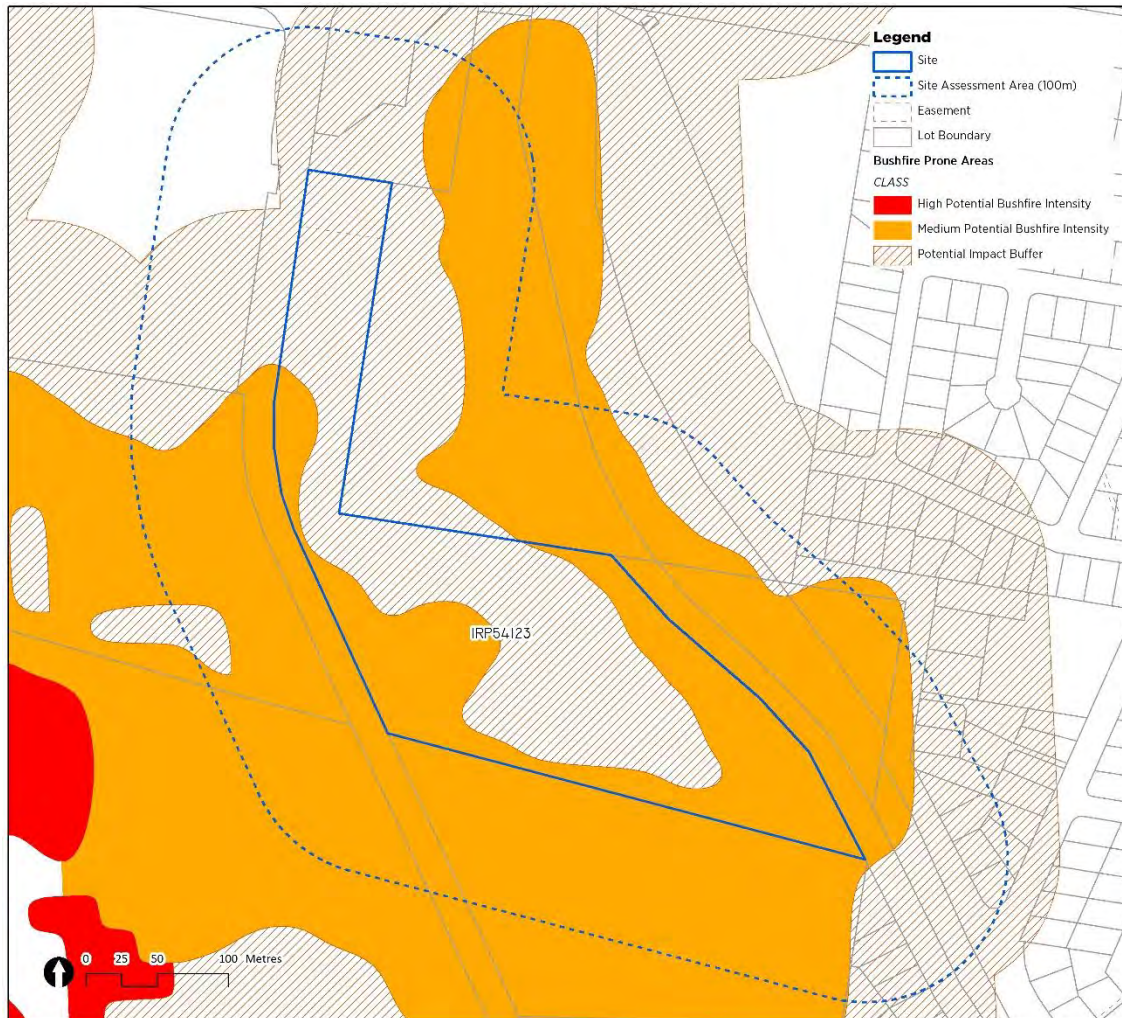 Legend
Site
Site Assessment Area (100m)
Easement
Lot Boundary
Bushfire Prone Areas
CLASS
High Potential Bushfire Intensity
Medium Potential Bushfire Intensity
Potential Impact Buffer
1RP54123
0 25 50 100 Metres